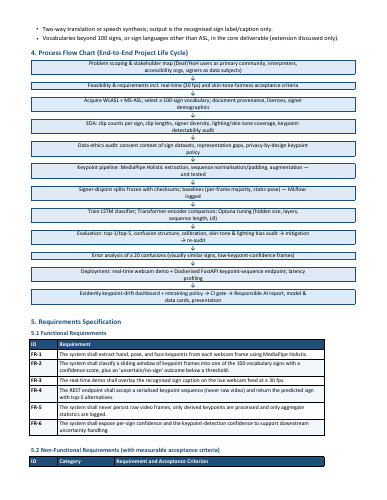 • Two-way translation or speech synthesis; output is the recognised sign label/caption only.
• Vocabularies beyond 100 signs, or sign languages other than ASL, in the core deliverable (extension discussed only).
4. Process Flow Chart (End-to-End Project Life Cycle)
Problem scoping & stakeholder map (Deaf/HoH users as primary community, interpreters,
accessibility orgs, signers as data subjects)
↓
Feasibility & requirements incl. real-time (30 fps) and skin-tone-fairness acceptance criteria
↓
Acquire WLASL + MS-ASL; select a 100-sign vocabulary; document provenance, licences, signer
demographics
↓
EDA: clip counts per sign, clip lengths, signer diversity, lighting/skin-tone coverage, keypoint-
detectability audit
↓
Data ethics audit: consent context of sign datasets, representation gaps, privacy-by-design keypoint
policy
↓
Keypoint pipeline: MediaPipe Holistic extraction, sequence normalisation/padding, augmentation —
unit tested
↓
Signer-disjoint splits frozen with checksums; baselines (per-frame majority, static-pose) — MLflow-
logged
↓
Train LSTM classifier; Transformer-encoder comparison; Optuna tuning (hidden size, layers,
sequence length, LR)
↓
Evaluation: top-1/top-5, confusion structure, calibration, skin-tone & lighting bias audit → mitigation
→ re-audit
↓
Error analysis of a 20 confusions (visually similar signs, low-keypoint-confidence frames)
↓
Deployment: real-time webcam demo + Dockerised FastAPI keypoint-sequence endpoint; latency
profiling
↓
Evidently keypoint-drift dashboard + retraining policy → CI gate → Responsible AI report, model &
data cards, presentation
5. Requirements Specification
5.1 Functional Requirements
ID Requirement
FR-1 The system shall extract hand, pose, and face keypoints from each webcam frame using MediaPipe Holistic.
FR-2 The system shall classify a sliding window of keypoint frames into one of the 100 vocabulary signs with a
confidence score, plus an 'uncertain/no-sign' outcome below a threshold.
FR-3 The real-time demo shall overlay the recognised sign caption on the live webcam feed at ≥ 30 fps.
FR-4 The REST endpoint shall accept a serialised keypoint sequence (never raw video) and return the predicted sign
with top-5 alternatives.
FR-5 The system shall never persist raw video frames; only derived keypoints are processed and only aggregate
statistics are logged.
FR-6 The system shall expose per-sign confidence and the keypoint-detection confidence to support downstream
uncertainty handling.
5.2 Non-Functional Requirements (with measurable acceptance criteria)
ID Category Requirement and Acceptance Criterion